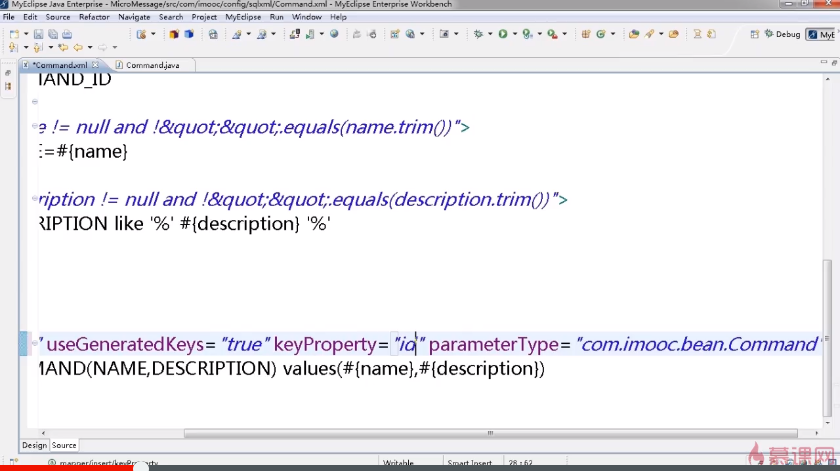 MyEclipse Java Enterprise - MicroMessage/src/com/imooc/config/sqlxml/Command.xml - MyEclipse Enterprise Workbench
File Edit Source Refactor Navigate Search Project MyEclipse Run Window Help
Debug MyE
*Command.xml Command.java
MAND_ID
e != null and !&quot;&quot;.equals(name.trim())">
E=#{name}
ription != null and !&quot;&quot;.equals(description.trim())">
RIPTION like '%' #{description} '%'
" useGeneratedKeys="true" keyProperty="id" parameterType="com.imooc.bean.Command"
MAND(NAME,DESCRIPTION) values(#{name},#{description})
Design Source
mapper/insert/keyProperty Writable Smart Insert 28 : 62
慕课网